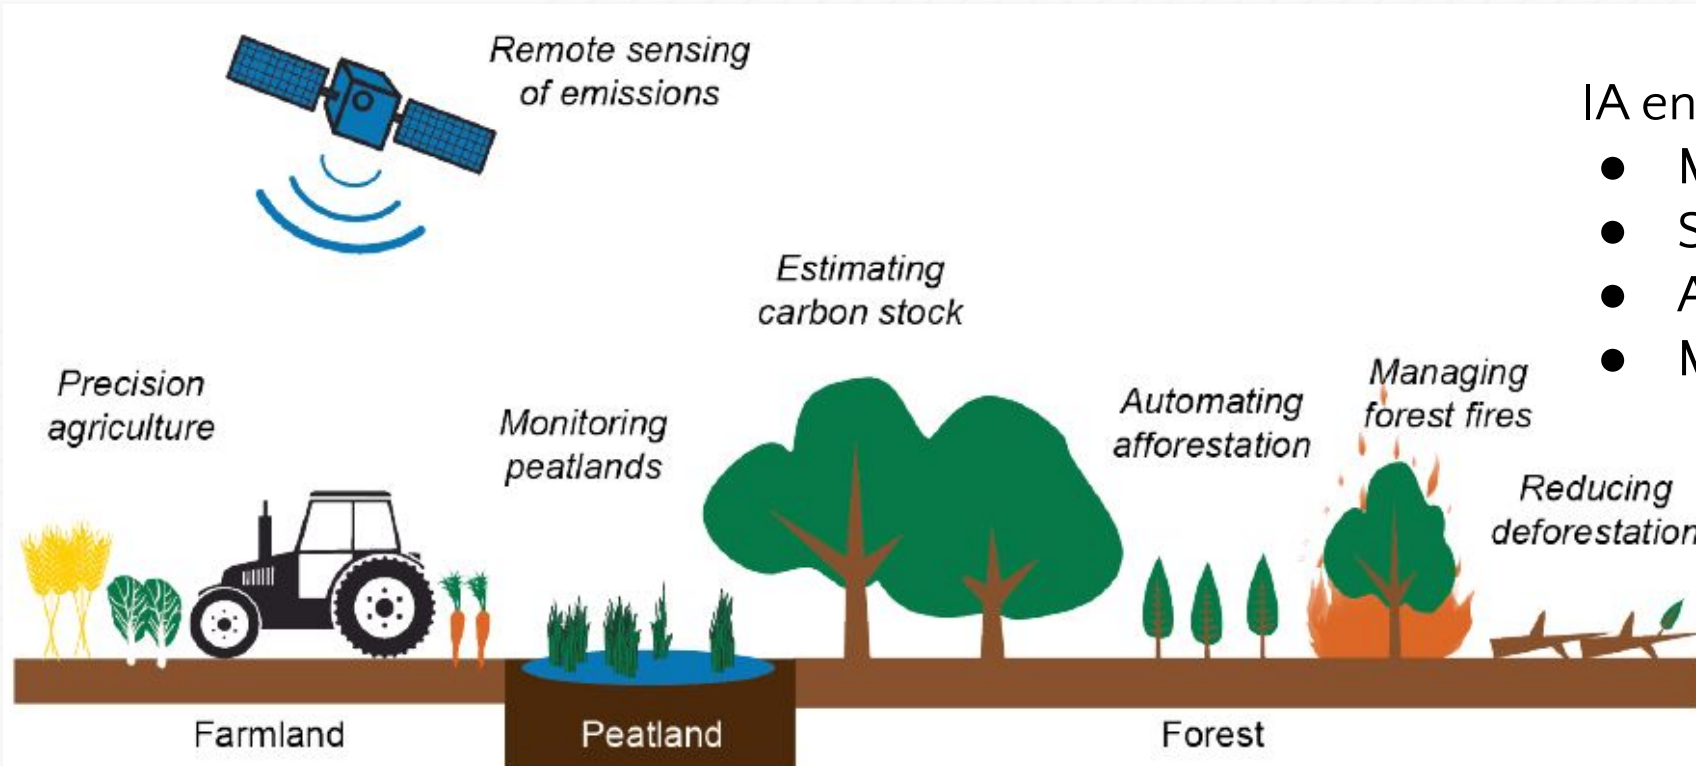 Remote sensing
of emissions
IA en
● M
● S
● A
● M
Estimating
carbon stock
Precision
agriculture
Monitoring
peatlands
Automating
afforestation
Managing
forest fires
Reducing
deforestation
Farmland
Peatland
Forest